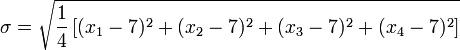 σ = √(1/4 [(x₁ − 7)² + (x₂ − 7)² + (x₃ − 7)² + (x₄ − 7)²])